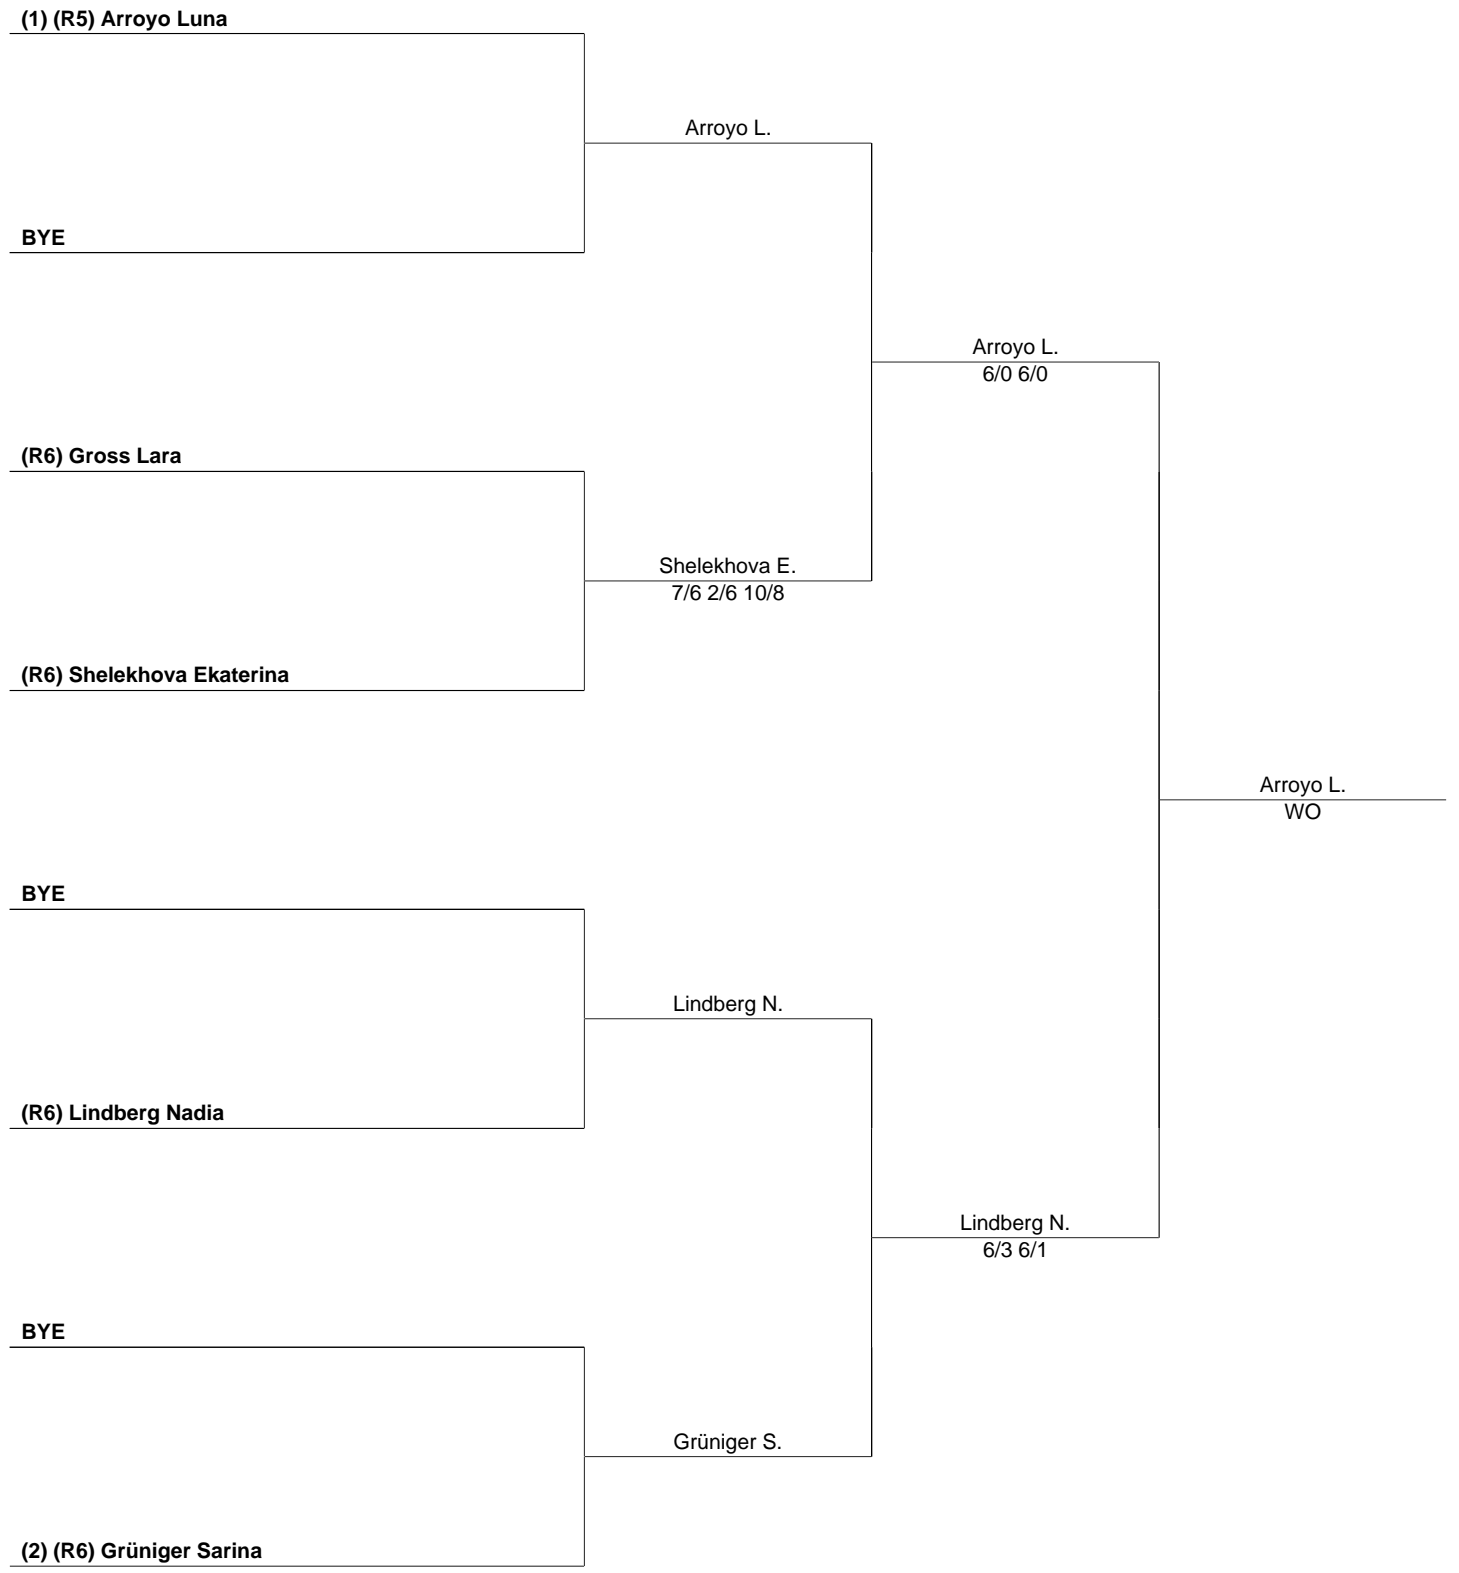 (1) (R5) Arroyo Luna
Arroyo L.
BYE
Arroyo L.
6/0 6/0
(R6) Gross Lara
Shelekhova E.
7/6 2/6 10/8
(R6) Shelekhova Ekaterina
Arroyo L.
WO
BYE
Lindberg N.
(R6) Lindberg Nadia
Lindberg N.
6/3 6/1
BYE
Grüniger S.
(2) (R6) Grüniger Sarina